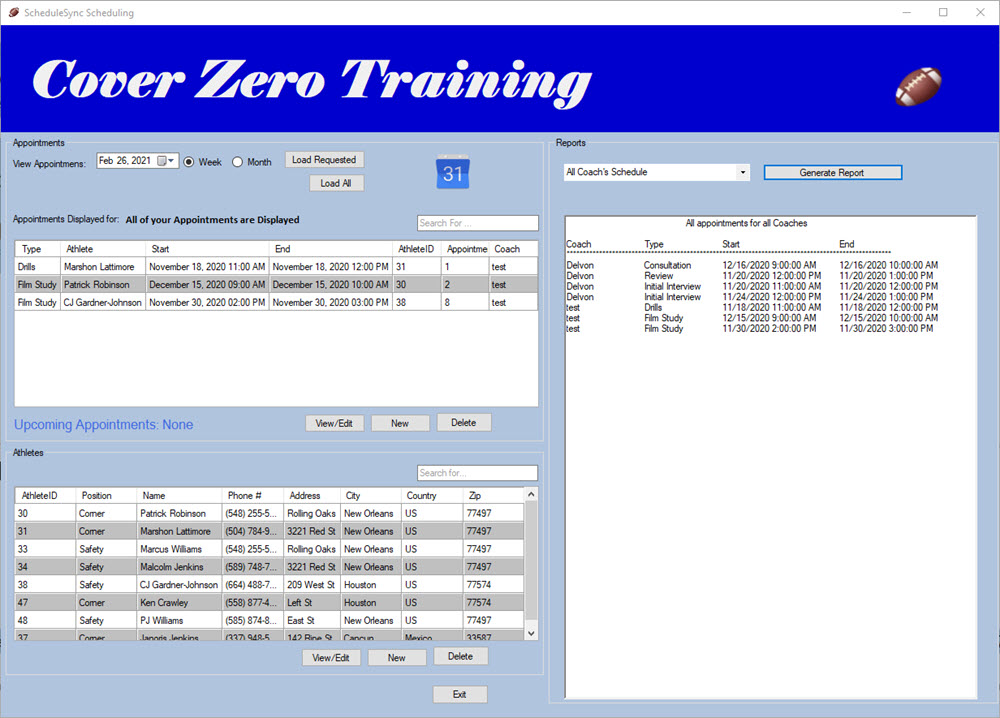 ScheduleSync Scheduling
Cover Zero Training
Appointments
View Appointmens: Feb 26, 2021 Week Month Load Requested
Load All
31
Appointments Displayed for: All of your Appointments are Displayed Search For ...
Type Athlete Start End AthleteID Appointme Coach
Drills Marshon Lattimore November 18, 2020 11:00 AM November 18, 2020 12:00 PM 31 1 test
Film Study Patrick Robinson December 15, 2020 09:00 AM December 15, 2020 10:00 AM 30 2 test
Film Study CJ Gardner-Johnson November 30, 2020 02:00 PM November 30, 2020 03:00 PM 38 8 test
Upcoming Appointments: None View/Edit New Delete
Athletes
Search for...
AthleteID Position Name Phone # Address City Country Zip
30 Corner Patrick Robinson (548) 255-5... Rolling Oaks New Orleans US 77497
31 Corner Marshon Lattimore (504) 784-9... 3221 Red St New Orleans US 77497
33 Safety Marcus Williams (548) 255-5... Rolling Oaks New Orleans US 77497
34 Safety Malcolm Jenkins (589) 748-7... 3221 Red St New Orleans US 77497
38 Safety CJ Gardner-Johnson (664) 488-7... 209 West St Houston US 77574
47 Corner Ken Crawley (558) 877-4... Left St Houston US 77574
48 Safety PJ Williams (585) 874-8... East St New Orleans US 77497
37 Corner Janoris Jenkins (337) 948-5... 142 Pine St Cancun Mexico 33587
View/Edit New Delete
Exit
Reports
All Coach's Schedule Generate Report
All appointments for all Coaches
Coach Type Start End
Delvon Consultation 12/16/2020 9:00:00 AM 12/16/2020 10:00:00 AM
Delvon Review 11/20/2020 12:00:00 PM 11/20/2020 1:00:00 PM
Delvon Initial Interview 11/20/2020 11:00:00 AM 11/20/2020 12:00:00 PM
Delvon Initial Interview 11/24/2020 12:00:00 PM 11/24/2020 1:00:00 PM
test Drills 11/18/2020 11:00:00 AM 11/18/2020 12:00:00 PM
test Film Study 12/15/2020 9:00:00 AM 12/15/2020 10:00:00 AM
test Film Study 11/30/2020 2:00:00 PM 11/30/2020 3:00:00 PM